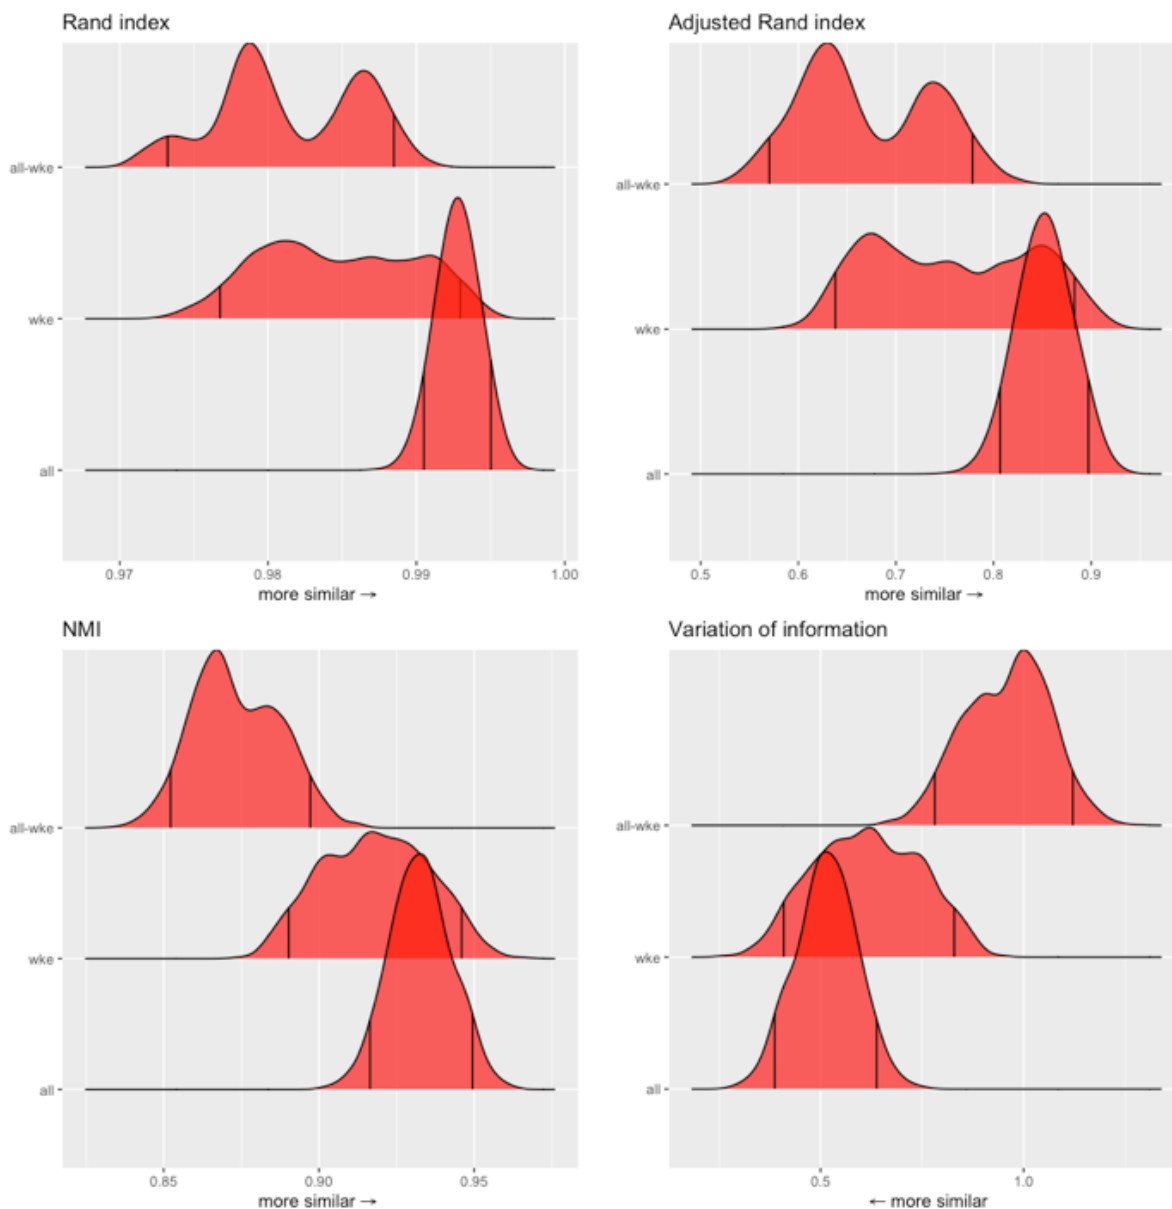 Rand index
all-wke
wke
all
0.97 0.98 0.99 1.00
more similar →
Adjusted Rand index
all-wke
wke
all
0.5 0.6 0.7 0.8 0.9
more similar →
NMI
all-wke
wke
all
0.85 0.90 0.95
more similar →
Variation of information
all-wke
wke
all
0.5 1.0
← more similar